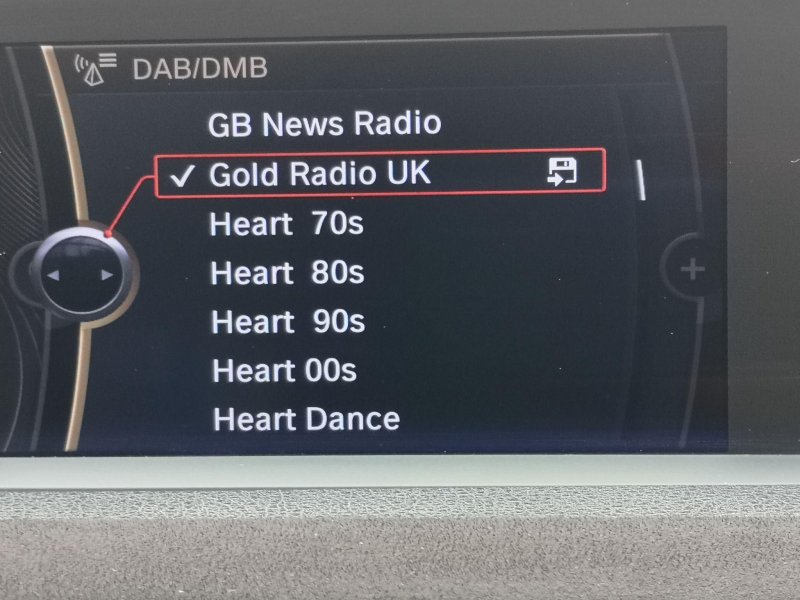 DAB/DMB
GB News Radio
Gold Radio UK
Heart  70s
Heart  80s
Heart  90s
Heart 00s
Heart Dance